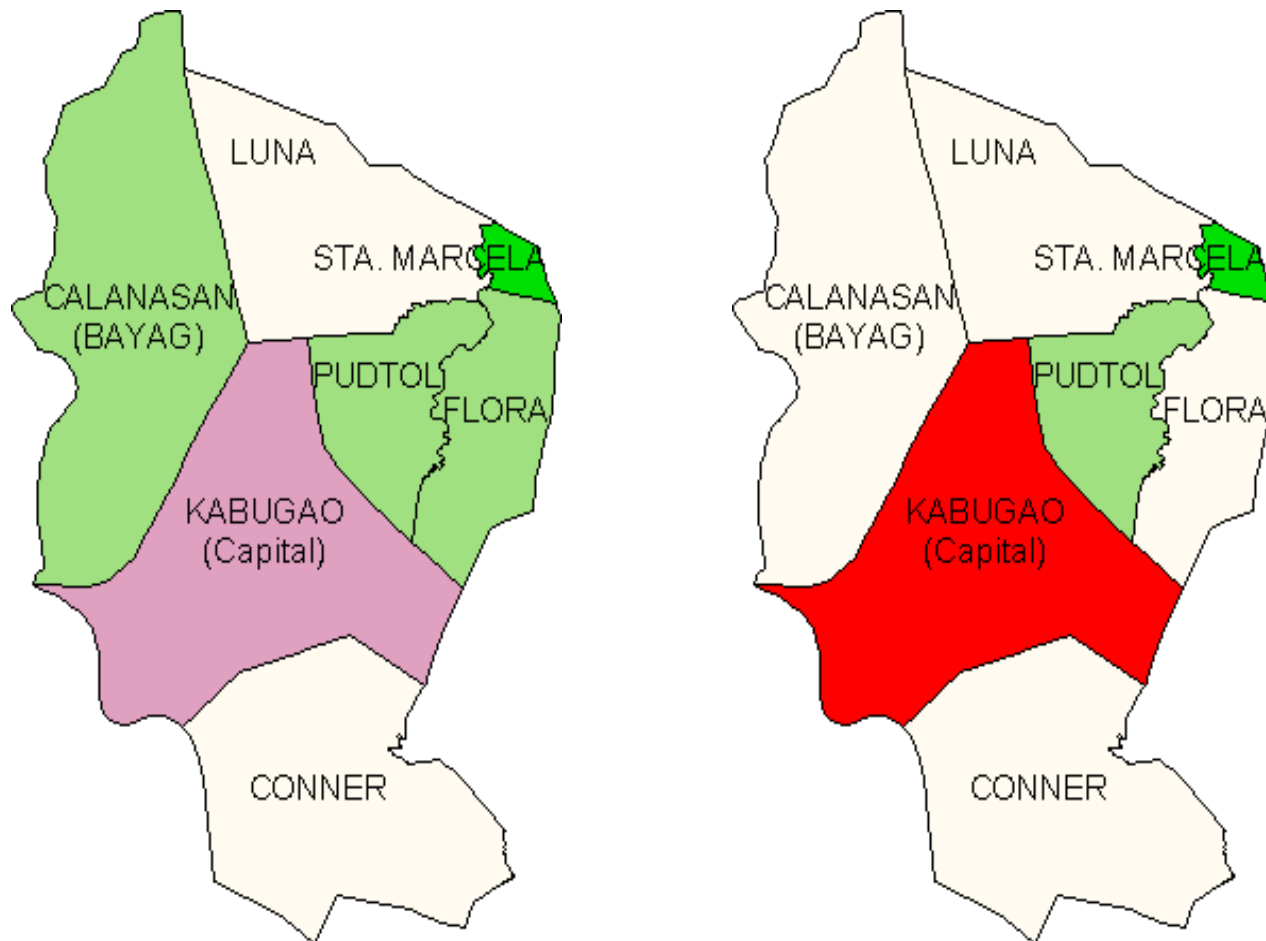 LUNA
STA. MARCELA
CALANASAN
(BAYAG)
PUDTOL
FLORA
KABUGAO
(Capital)
CONNER
LUNA
STA. MARCELA
CALANASAN
(BAYAG)
PUDTOL
FLORA
KABUGAO
(Capital)
CONNER